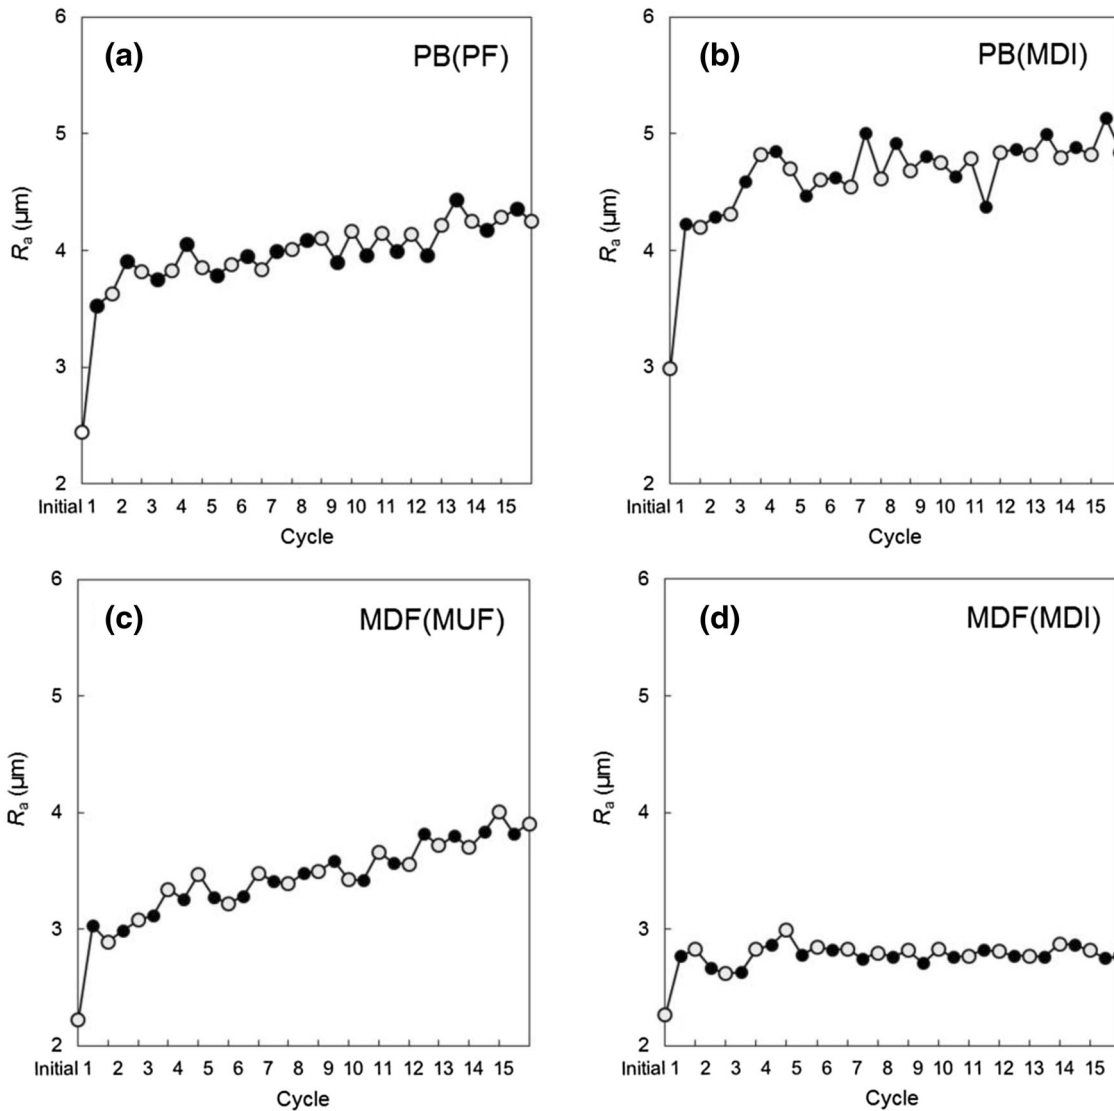 (a) PB(PF)
6
5
4
3
2
Ra (μm)
Initial 1 2 3 4 5 6 7 8 9 10 11 12 13 14 15
Cycle
(b) PB(MDI)
6
5
4
3
2
Ra (μm)
Initial 1 2 3 4 5 6 7 8 9 10 11 12 13 14 15
Cycle
(c) MDF(MUF)
6
5
4
3
2
Ra (μm)
Initial 1 2 3 4 5 6 7 8 9 10 11 12 13 14 15
Cycle
(d) MDF(MDI)
6
5
4
3
2
Ra (μm)
Initial 1 2 3 4 5 6 7 8 9 10 11 12 13 14 15
Cycle